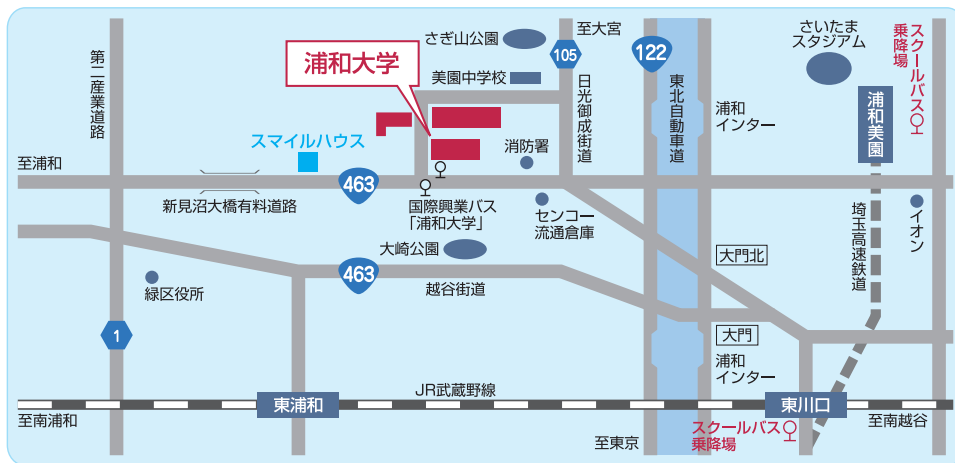 至大宮
さいたま
スタジアム
スクールバス
乗降場
さぎ山公園
105
122
第二産業道路
浦和大学
美園中学校
日光御成街道
東北自動車道
浦和
インター
浦和美園
スマイルハウス
消防署
至浦和
463
新見沼大橋有料道路
国際興業バス
「浦和大学」
センコー
流通倉庫
イオン
埼玉高速鉄道
大崎公園
大門北
463
越谷街道
緑区役所
1
大門
浦和
インター
JR武蔵野線
東浦和
東川口
至南浦和
至南越谷
スクールバス
乗降場
至東京